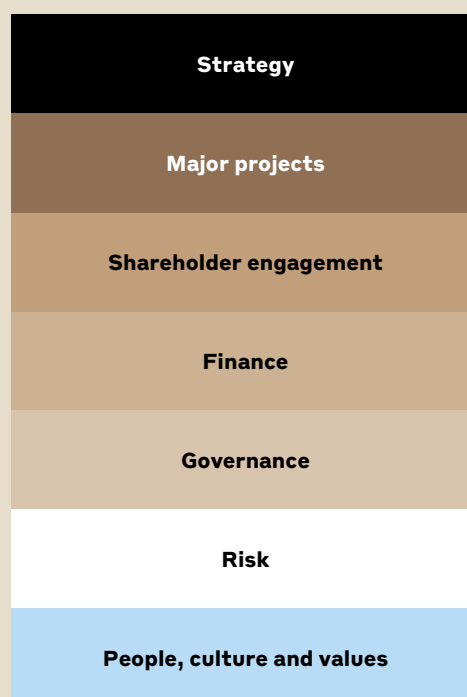 Strategy
Major projects
Shareholder engagement
Finance
Governance
Risk
People, culture and values